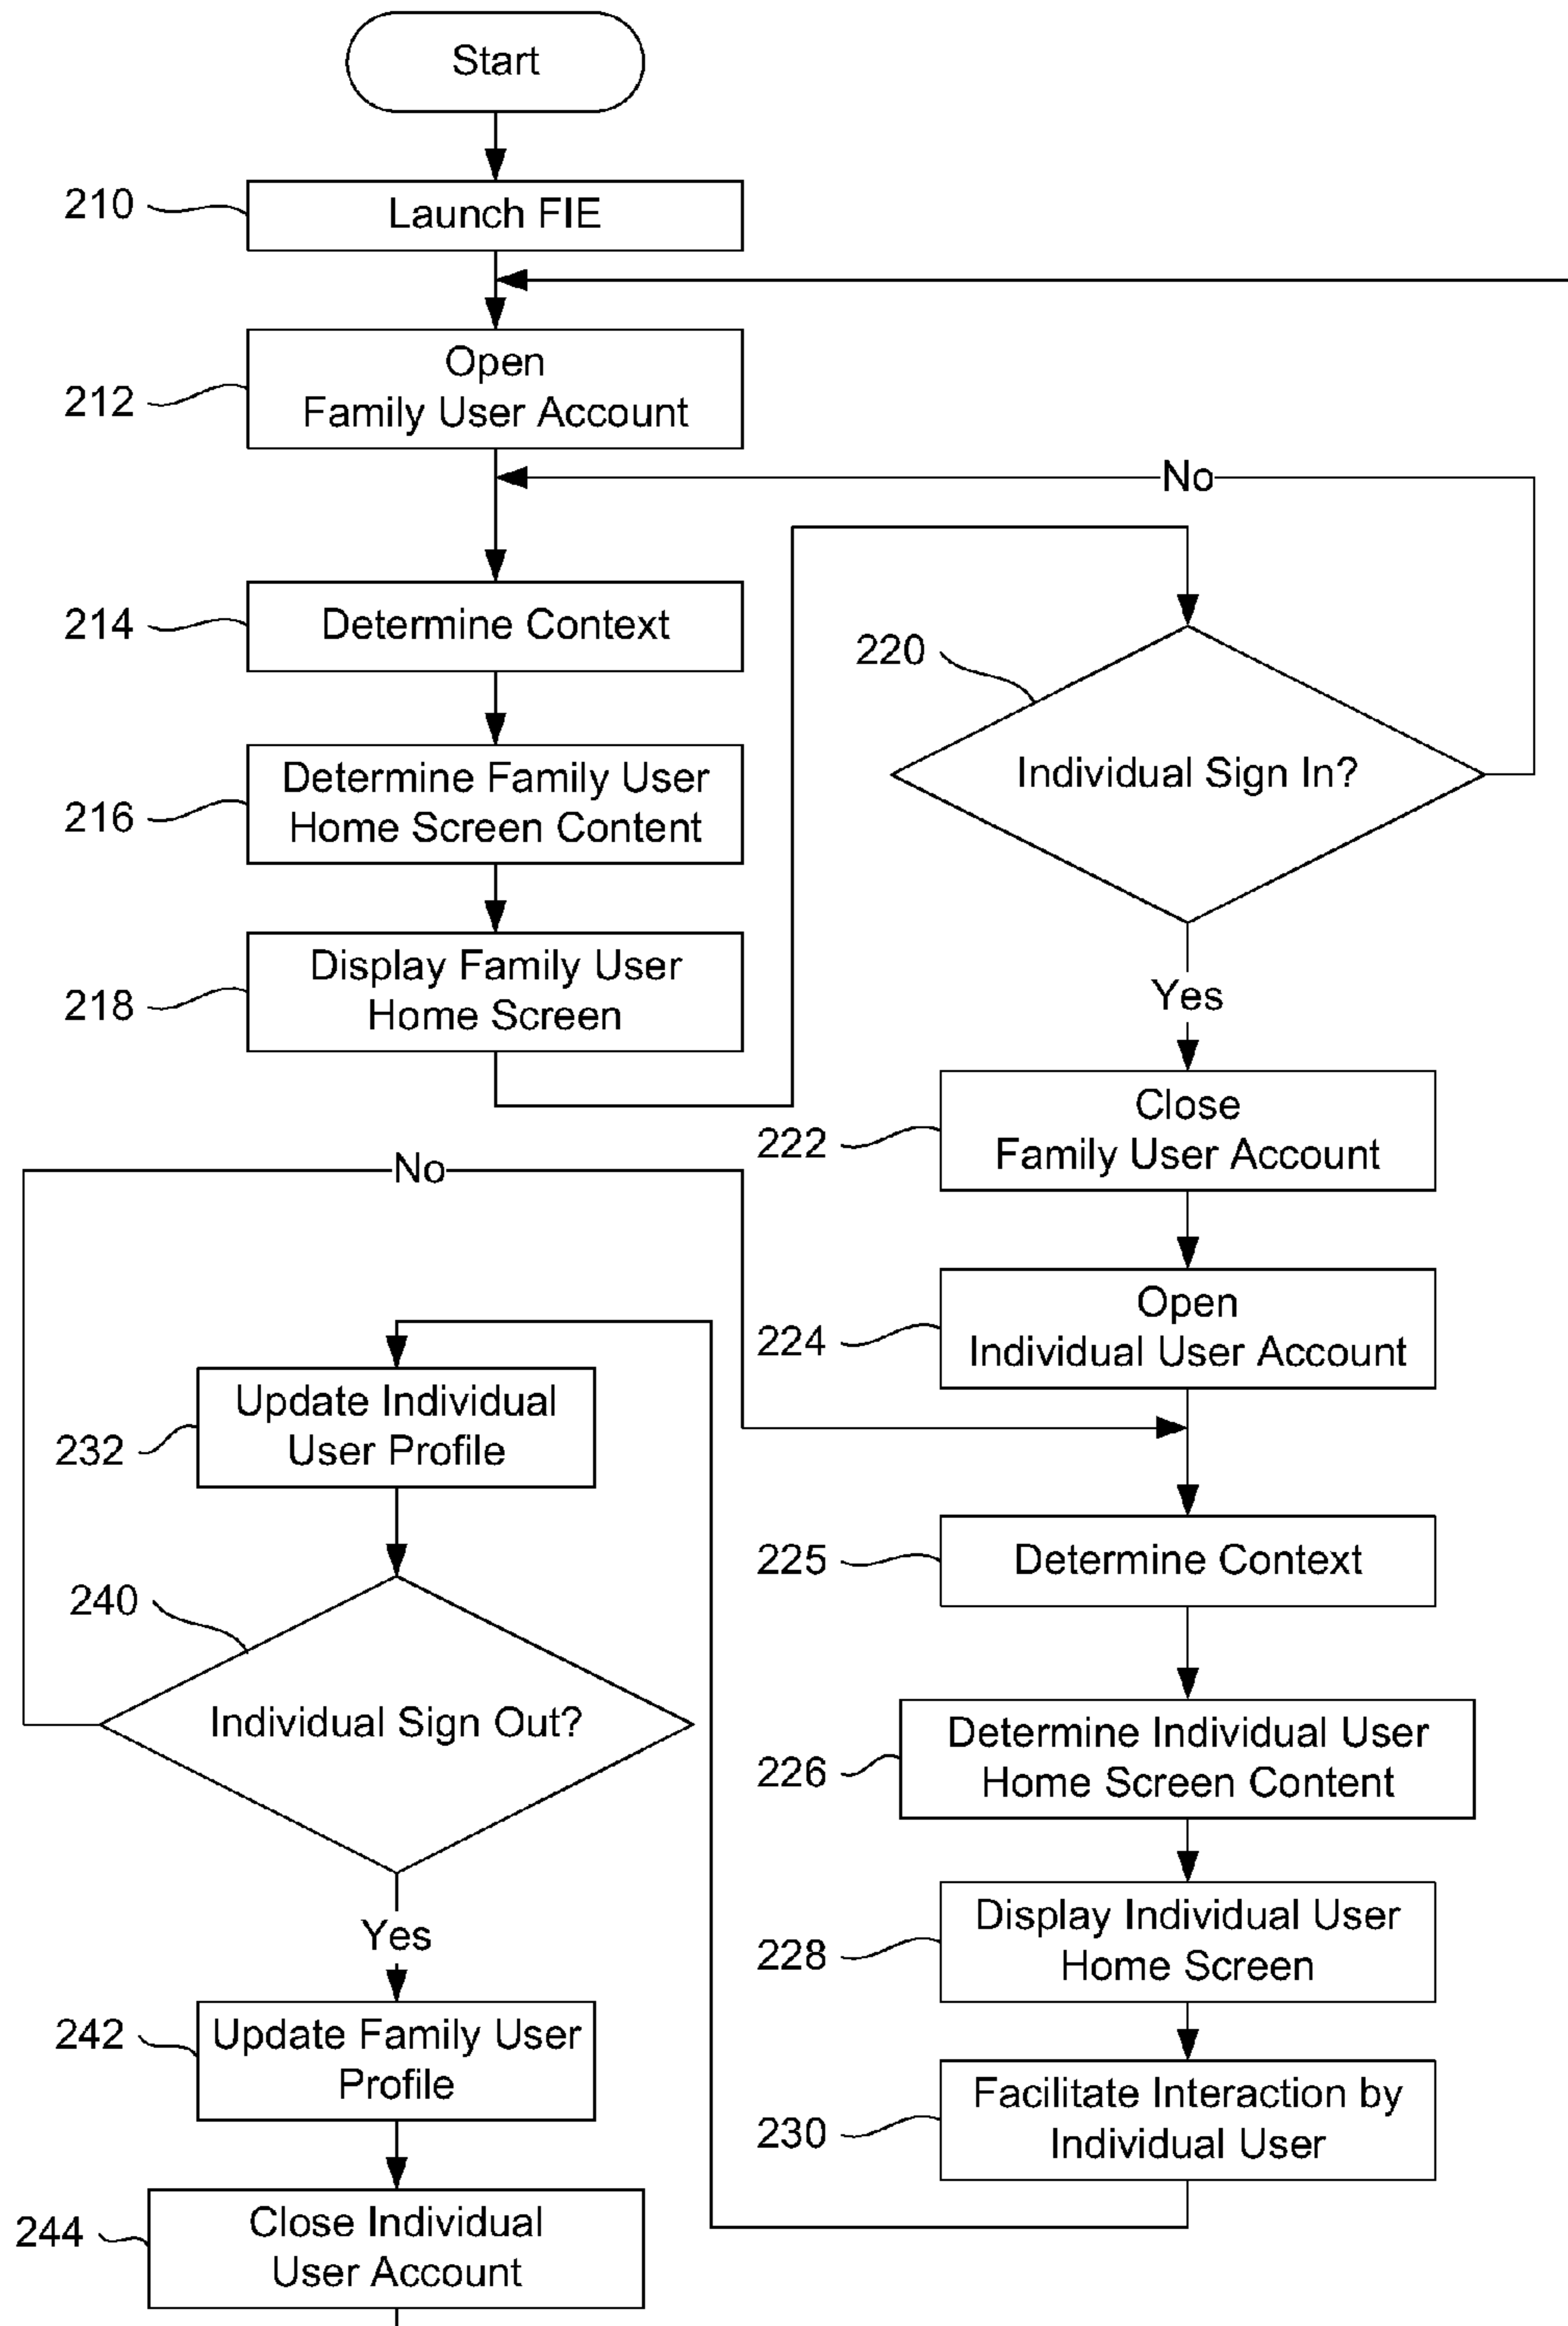 Start
210
Launch FIE
212
Open
Family User Account
No
214
Determine Context
220
Individual Sign In?
216
Determine Family User
Home Screen Content
218
Display Family User
Home Screen
Yes
222
Close
Family User Account
No
224
Open
Individual User Account
232
Update Individual
User Profile
225
Determine Context
240
Individual Sign Out?
226
Determine Individual User
Home Screen Content
228
Display Individual User
Home Screen
Yes
242
Update Family User
Profile
230
Facilitate Interaction by
Individual User
244
Close Individual
User Account